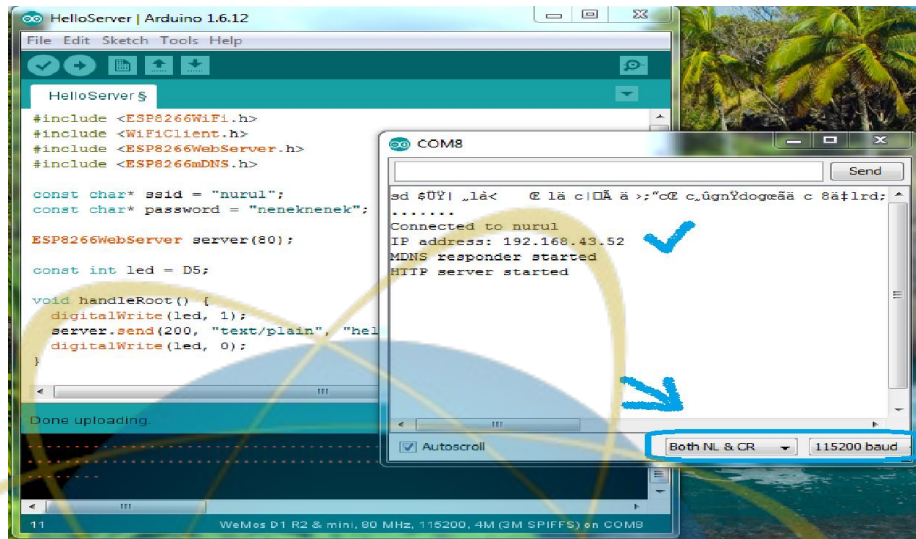 HelloServer | Arduino 1.6.12
File Edit Sketch Tools Help
HelloServer §
#include <ESP8266WiFi.h>
#include <WiFiClient.h>
#include <ESP8266WebServer.h>
#include <ESP8266mDNS.h>
const char* ssid = "nurul";
const char* password = "neneknenek";
ESP8266WebServer server(80);
const int led = D5;
void handleRoot() {
digitalWrite(led, 1);
server.send(200, "text/plain", "hel
digitalWrite(led, 0);
}
Done uploading.
11
WeMos D1 R2 & mini, 80 MHz, 115200, 4M (3M SPIFFS) on COM8
COM8
Send
.......
Connected to nurul
IP address: 192.168.43.52
MDNS responder started
HTTP server started
Autoscroll
Both NL & CR
115200 baud